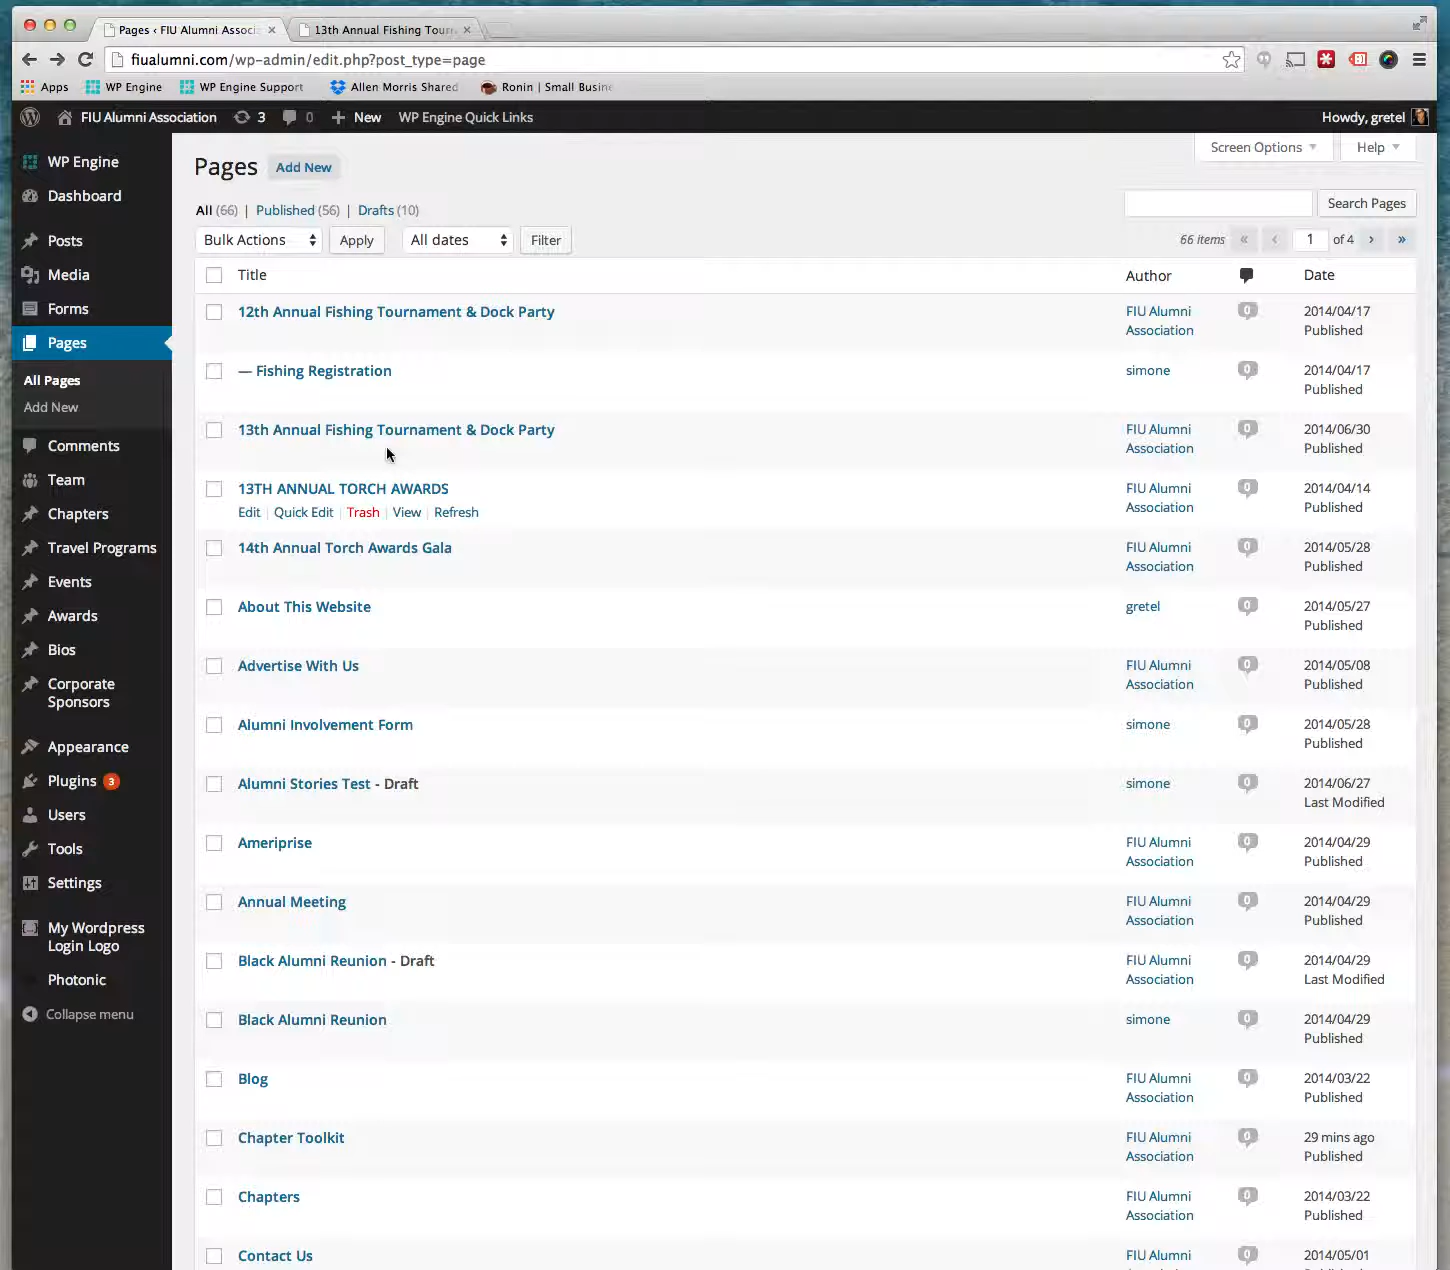 Pages ‹ FIU Alumni Associ
13th Annual Fishing Tour
fiualumni.com/wp-admin/edit.php?post_type=page
Apps WP Engine WP Engine Support Allen Morris Shared Ronin | Small Busine
FIU Alumni Association 3 0 + New WP Engine Quick Links Howdy, gretel
WP Engine
Dashboard
Posts
Media
Forms
Pages
All Pages
Add New
Comments
Team
Chapters
Travel Programs
Events
Awards
Bios
Corporate
Sponsors
Appearance
Plugins 3
Users
Tools
Settings
My Wordpress
Login Logo
Photonic
Collapse menu
Screen Options Help
Pages Add New
All (66) | Published (56) | Drafts (10)
Search Pages
Bulk Actions Apply All dates Filter
66 items « ‹ 1 of 4 › »
Title Author Date
12th Annual Fishing Tournament & Dock Party FIU Alumni 0 2014/04/17
Association Published
— Fishing Registration simone 0 2014/04/17
Published
13th Annual Fishing Tournament & Dock Party FIU Alumni 0 2014/06/30
Association Published
13TH ANNUAL TORCH AWARDS FIU Alumni 0 2014/04/14
Edit | Quick Edit | Trash | View | Refresh Association Published
14th Annual Torch Awards Gala FIU Alumni 0 2014/05/28
Association Published
About This Website gretel 0 2014/05/27
Published
Advertise With Us FIU Alumni 0 2014/05/08
Association Published
Alumni Involvement Form simone 0 2014/05/28
Published
Alumni Stories Test - Draft simone 0 2014/06/27
Last Modified
Ameriprise FIU Alumni 0 2014/04/29
Association Published
Annual Meeting FIU Alumni 0 2014/04/29
Association Published
Black Alumni Reunion - Draft FIU Alumni 0 2014/04/29
Association Last Modified
Black Alumni Reunion simone 0 2014/04/29
Published
Blog FIU Alumni 0 2014/03/22
Association Published
Chapter Toolkit FIU Alumni 0 29 mins ago
Association Published
Chapters FIU Alumni 0 2014/03/22
Association Published
Contact Us FIU Alumni 0 2014/05/01